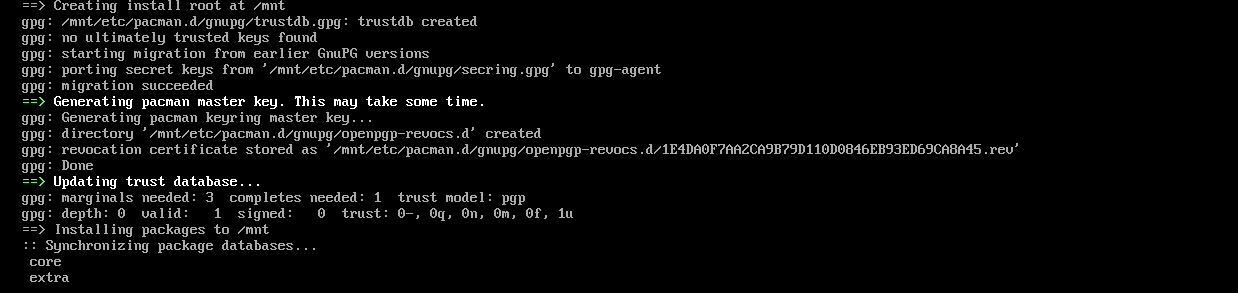 ==> Creating install root at /mnt
gpg: /mnt/etc/pacman.d/gnupg/trustdb.gpg: trustdb created
gpg: no ultimately trusted keys found
gpg: starting migration from earlier GnuPG versions
gpg: porting secret keys from '/mnt/etc/pacman.d/gnupg/secring.gpg' to gpg-agent
gpg: migration succeeded
==> Generating pacman master key. This may take some time.
gpg: Generating pacman keyring master key...
gpg: directory '/mnt/etc/pacman.d/gnupg/openpgp-revocs.d' created
gpg: revocation certificate stored as '/mnt/etc/pacman.d/gnupg/openpgp-revocs.d/1E4DA0F7AA2CA9B79D110D0846EB93ED69CA8A45.rev'
gpg: Done
==> Updating trust database...
gpg: marginals needed: 3  completes needed: 1  trust model: pgp
gpg: depth: 0  valid:   1  signed:   0  trust: 0-, 0q, 0n, 0m, 0f, 1u
==> Installing packages to /mnt
:: Synchronizing package databases...
core
extra